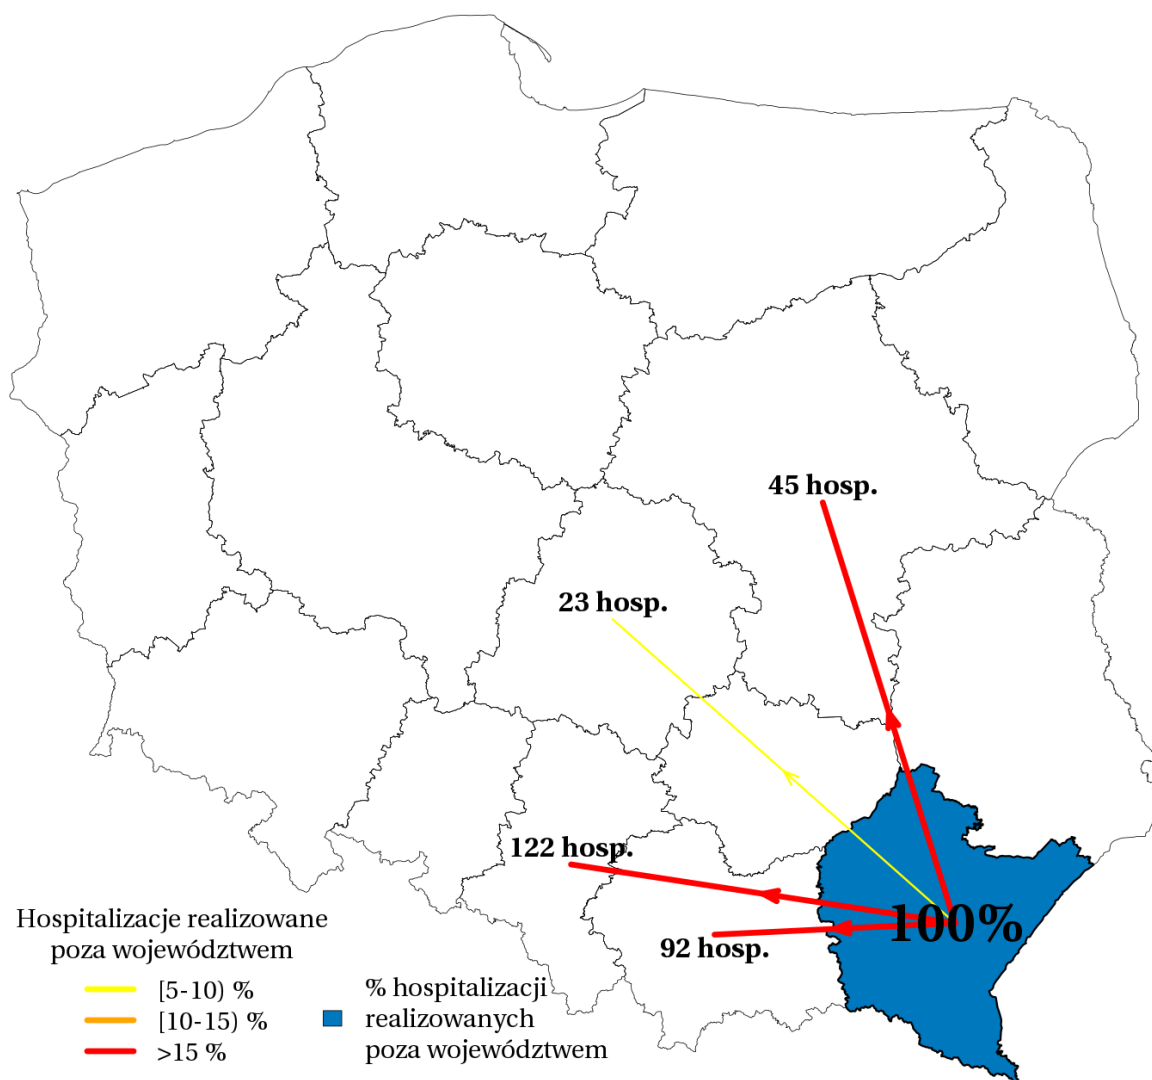 45 hosp.
23 hosp.
122 hosp.
100%
92 hosp.
Hospitalizacje realizowane
poza województwem
[5-10) %
[10-15) %
>15 %
% hospitalizacji
realizowanych
poza województwem